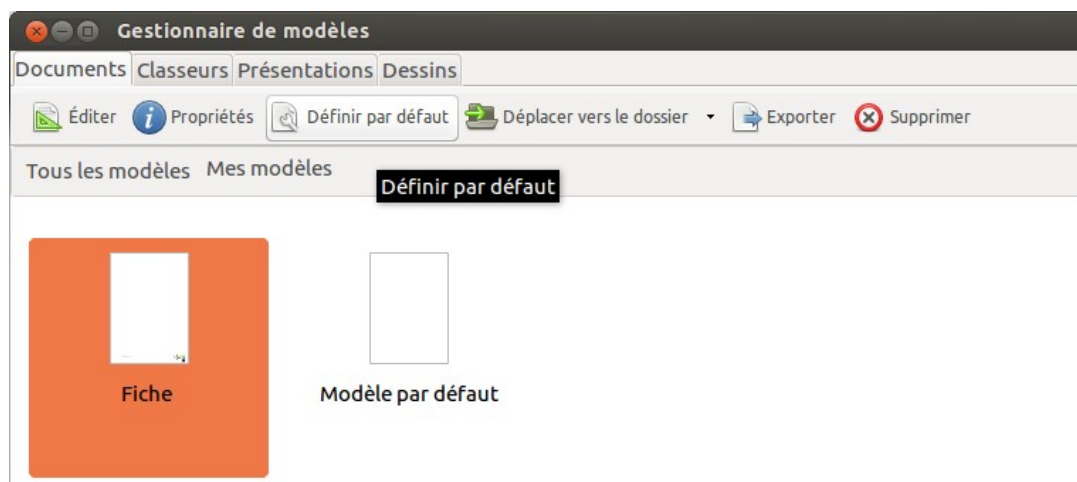 Gestionnaire de modèles
Documents Classeurs Présentations Dessins
Éditer Propriétés Définir par défaut Déplacer vers le dossier Exporter Supprimer
Tous les modèles Mes modèles
Définir par défaut
Fiche Modèle par défaut